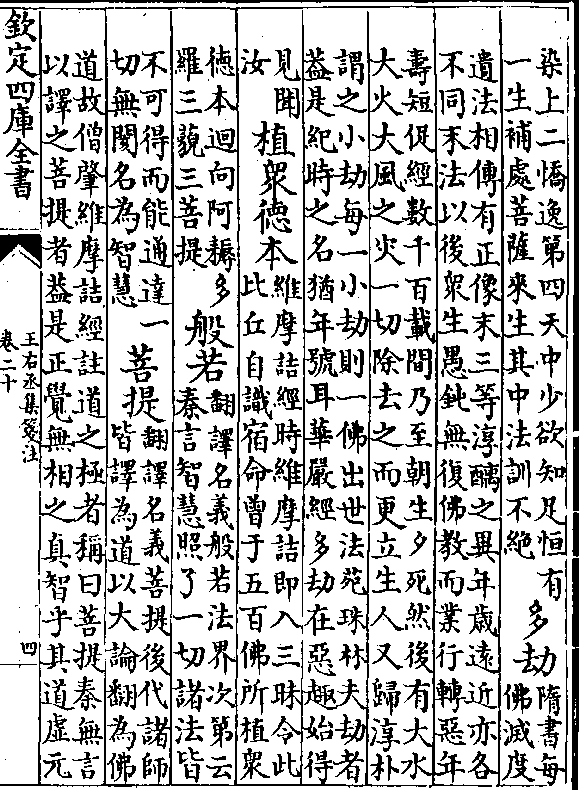 染上二憍逸第四天中少欲知足恒有
一生補處菩薩來生其中法訓不絶
多劫
隋書每
佛滅度
遺法相傳有正像末三等淳醨之異年歲遠近亦各
不同末法以後衆生愚鈍無復佛教而業行轉惡年
壽短促經數千百載間乃至朝生夕死然後有大水
大火大風之災一切除去之而更立生人又歸淳朴
謂之小劫每一小劫則一佛出世法苑珠林夫劫者
葢是紀時之名猶年號耳華嚴經多劫在惡趣始得
見聞
汝
植衆德本
維摩詰經時維摩詰即入三昧令此
比丘自識宿命曾于五百佛所植衆
德本迴向阿耨多
羅三藐三菩提
般若
翻譯名義般若法界次第云
秦言智慧照了一切諸法皆
不可得而能通達一
切無閡名為智慧
菩提
翻譯名義菩提後代諸師
皆譯為道以大論翻為佛
道故僧肇維摩詰經註道之極者稱曰菩提秦無言
以譯之菩提者葢是正覺無相之真智乎其道虛元
欽定四庫全書
王右丞集箋注
卷二十
四